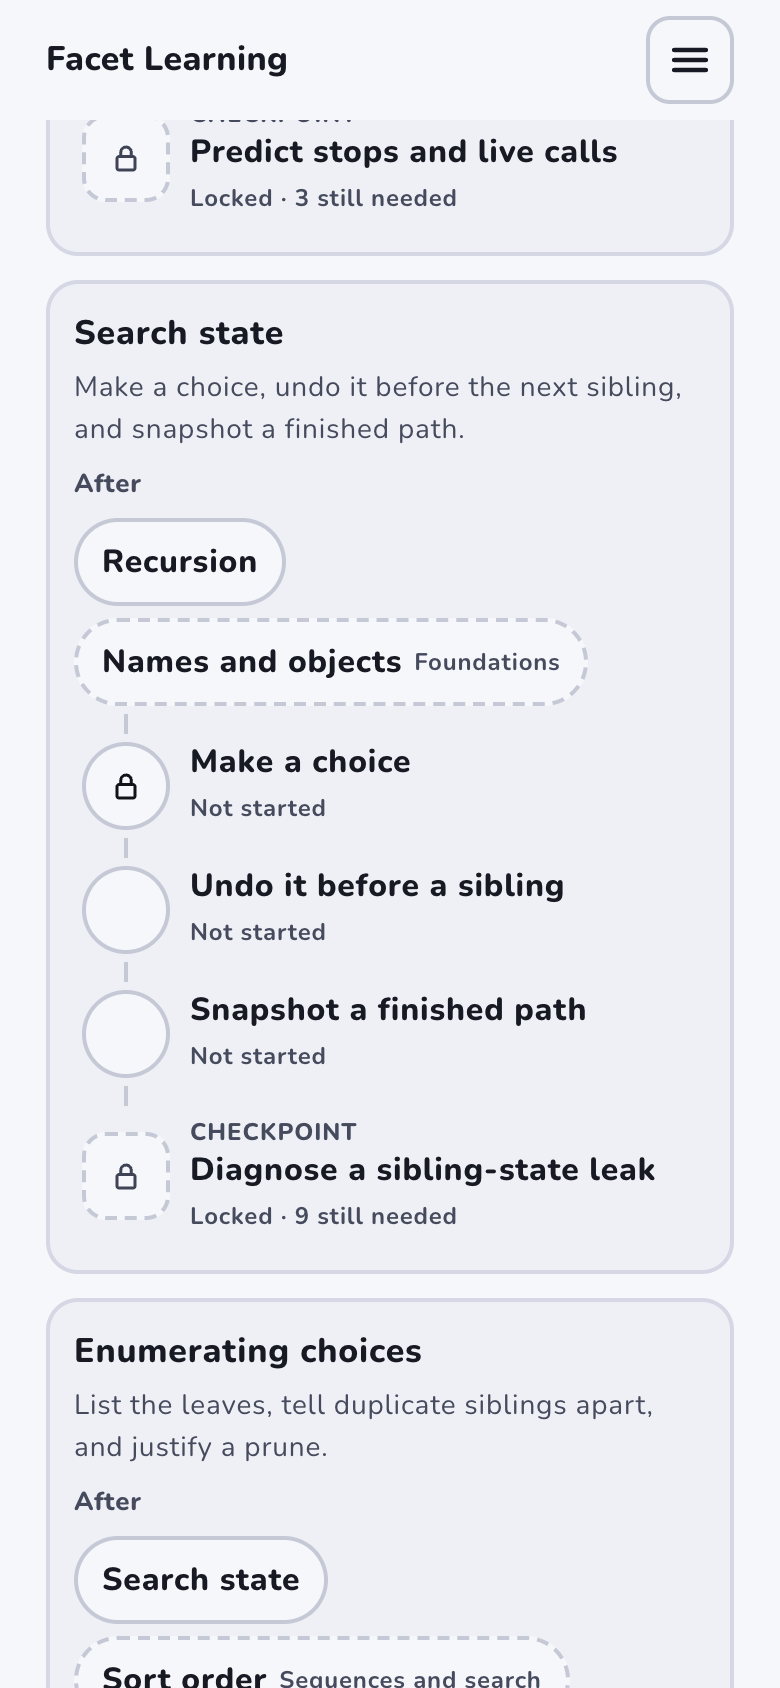 Facet Learning
CHECKPOINT
Predict stops and live calls
Locked · 3 still needed
Search state
Make a choice, undo it before the next sibling,
and snapshot a finished path.
After
Recursion
Names and objects Foundations
Make a choice
Not started
Undo it before a sibling
Not started
Snapshot a finished path
Not started
CHECKPOINT
Diagnose a sibling-state leak
Locked · 9 still needed
Enumerating choices
List the leaves, tell duplicate siblings apart,
and justify a prune.
After
Search state
Sort order Sequences and search